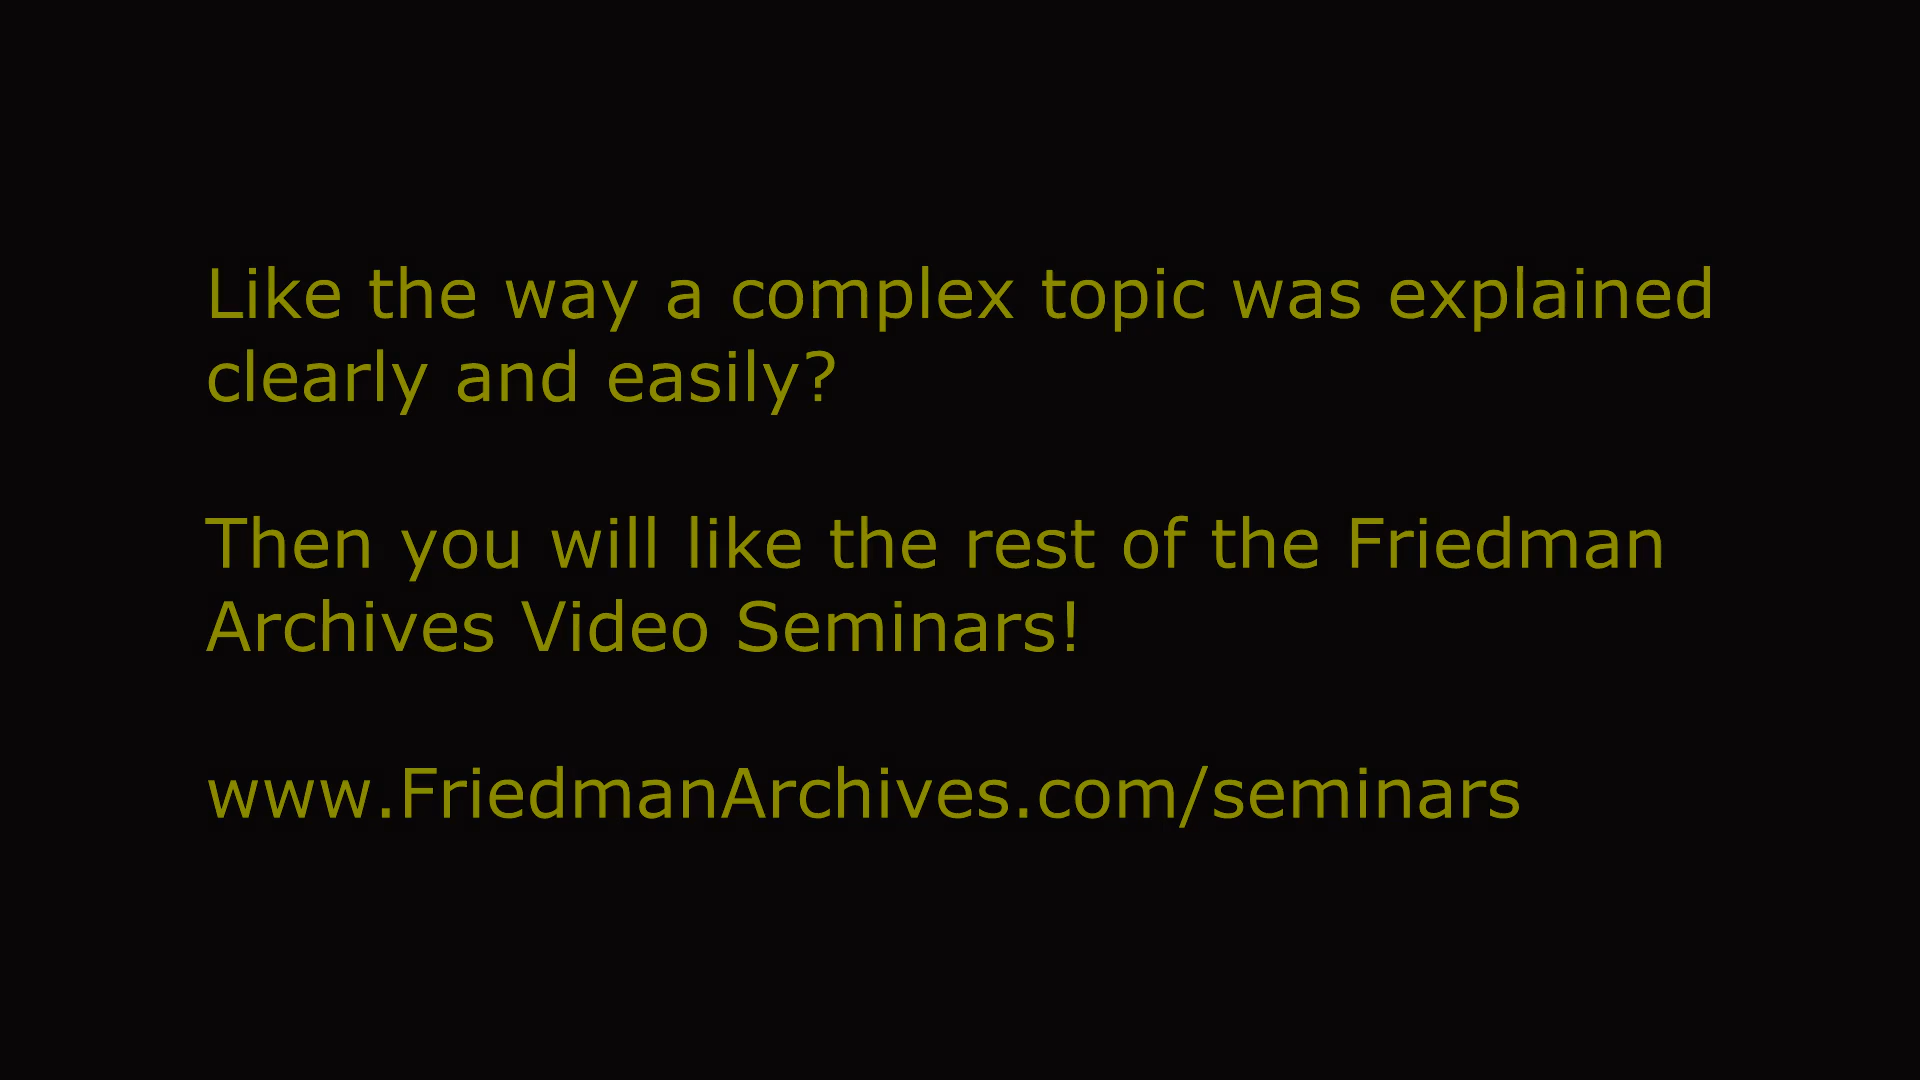 Like the way a complex topic was explained
clearly and easily?
Then you will like the rest of the Friedman
Archives Video Seminars!
www.FriedmanArchives.com/seminars